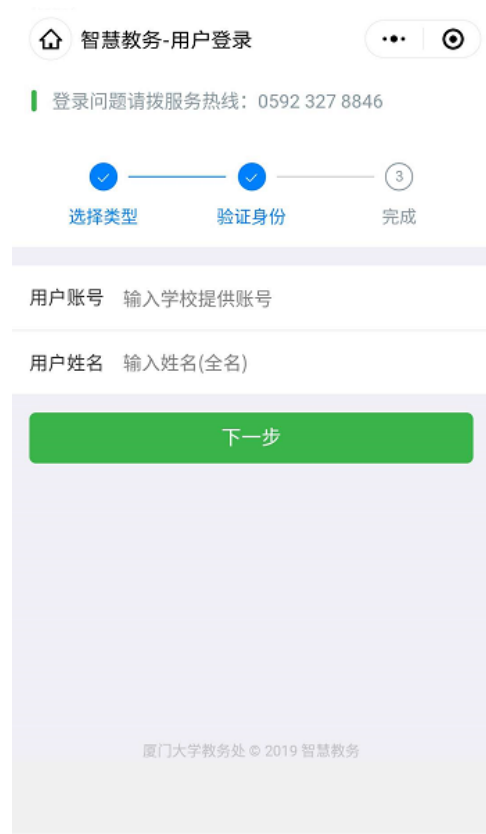 智慧教务-用户登录
登录问题请拨服务热线：0592 327 8846
3
选择类型 验证身份 完成
用户账号 输入学校提供账号
用户姓名 输入姓名(全名)
下一步
厦门大学教务处 © 2019 智慧教务